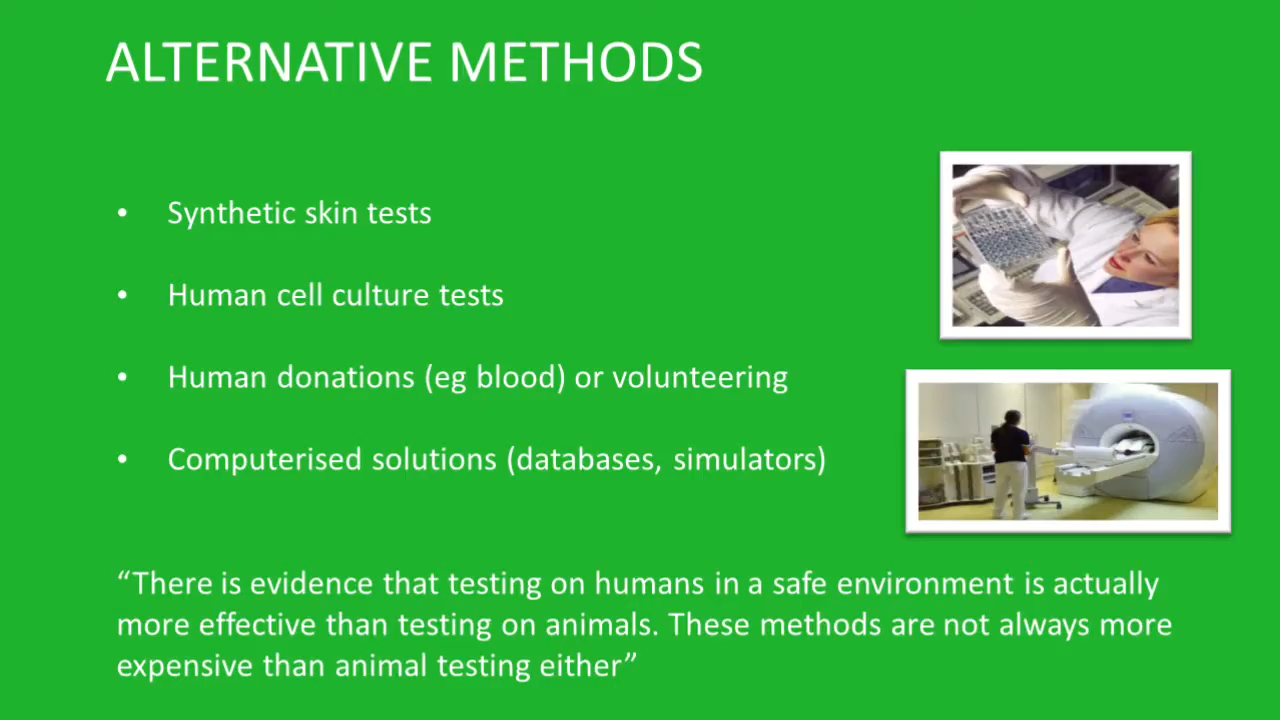 ALTERNATIVE METHODS
• Synthetic skin tests
• Human cell culture tests
• Human donations (eg blood) or volunteering
• Computerised solutions (databases, simulators)
“There is evidence that testing on humans in a safe environment is actually
more effective than testing on animals. These methods are not always more
expensive than animal testing either”